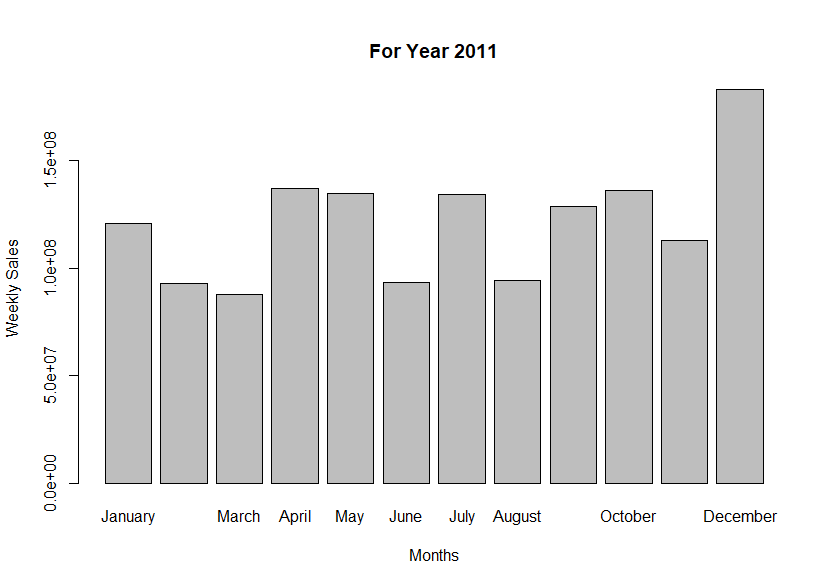 For Year 2011
Weekly Sales
1.5e+08
1.0e+08
5.0e+07
0.0e+00
January March April May June July August October December
Months